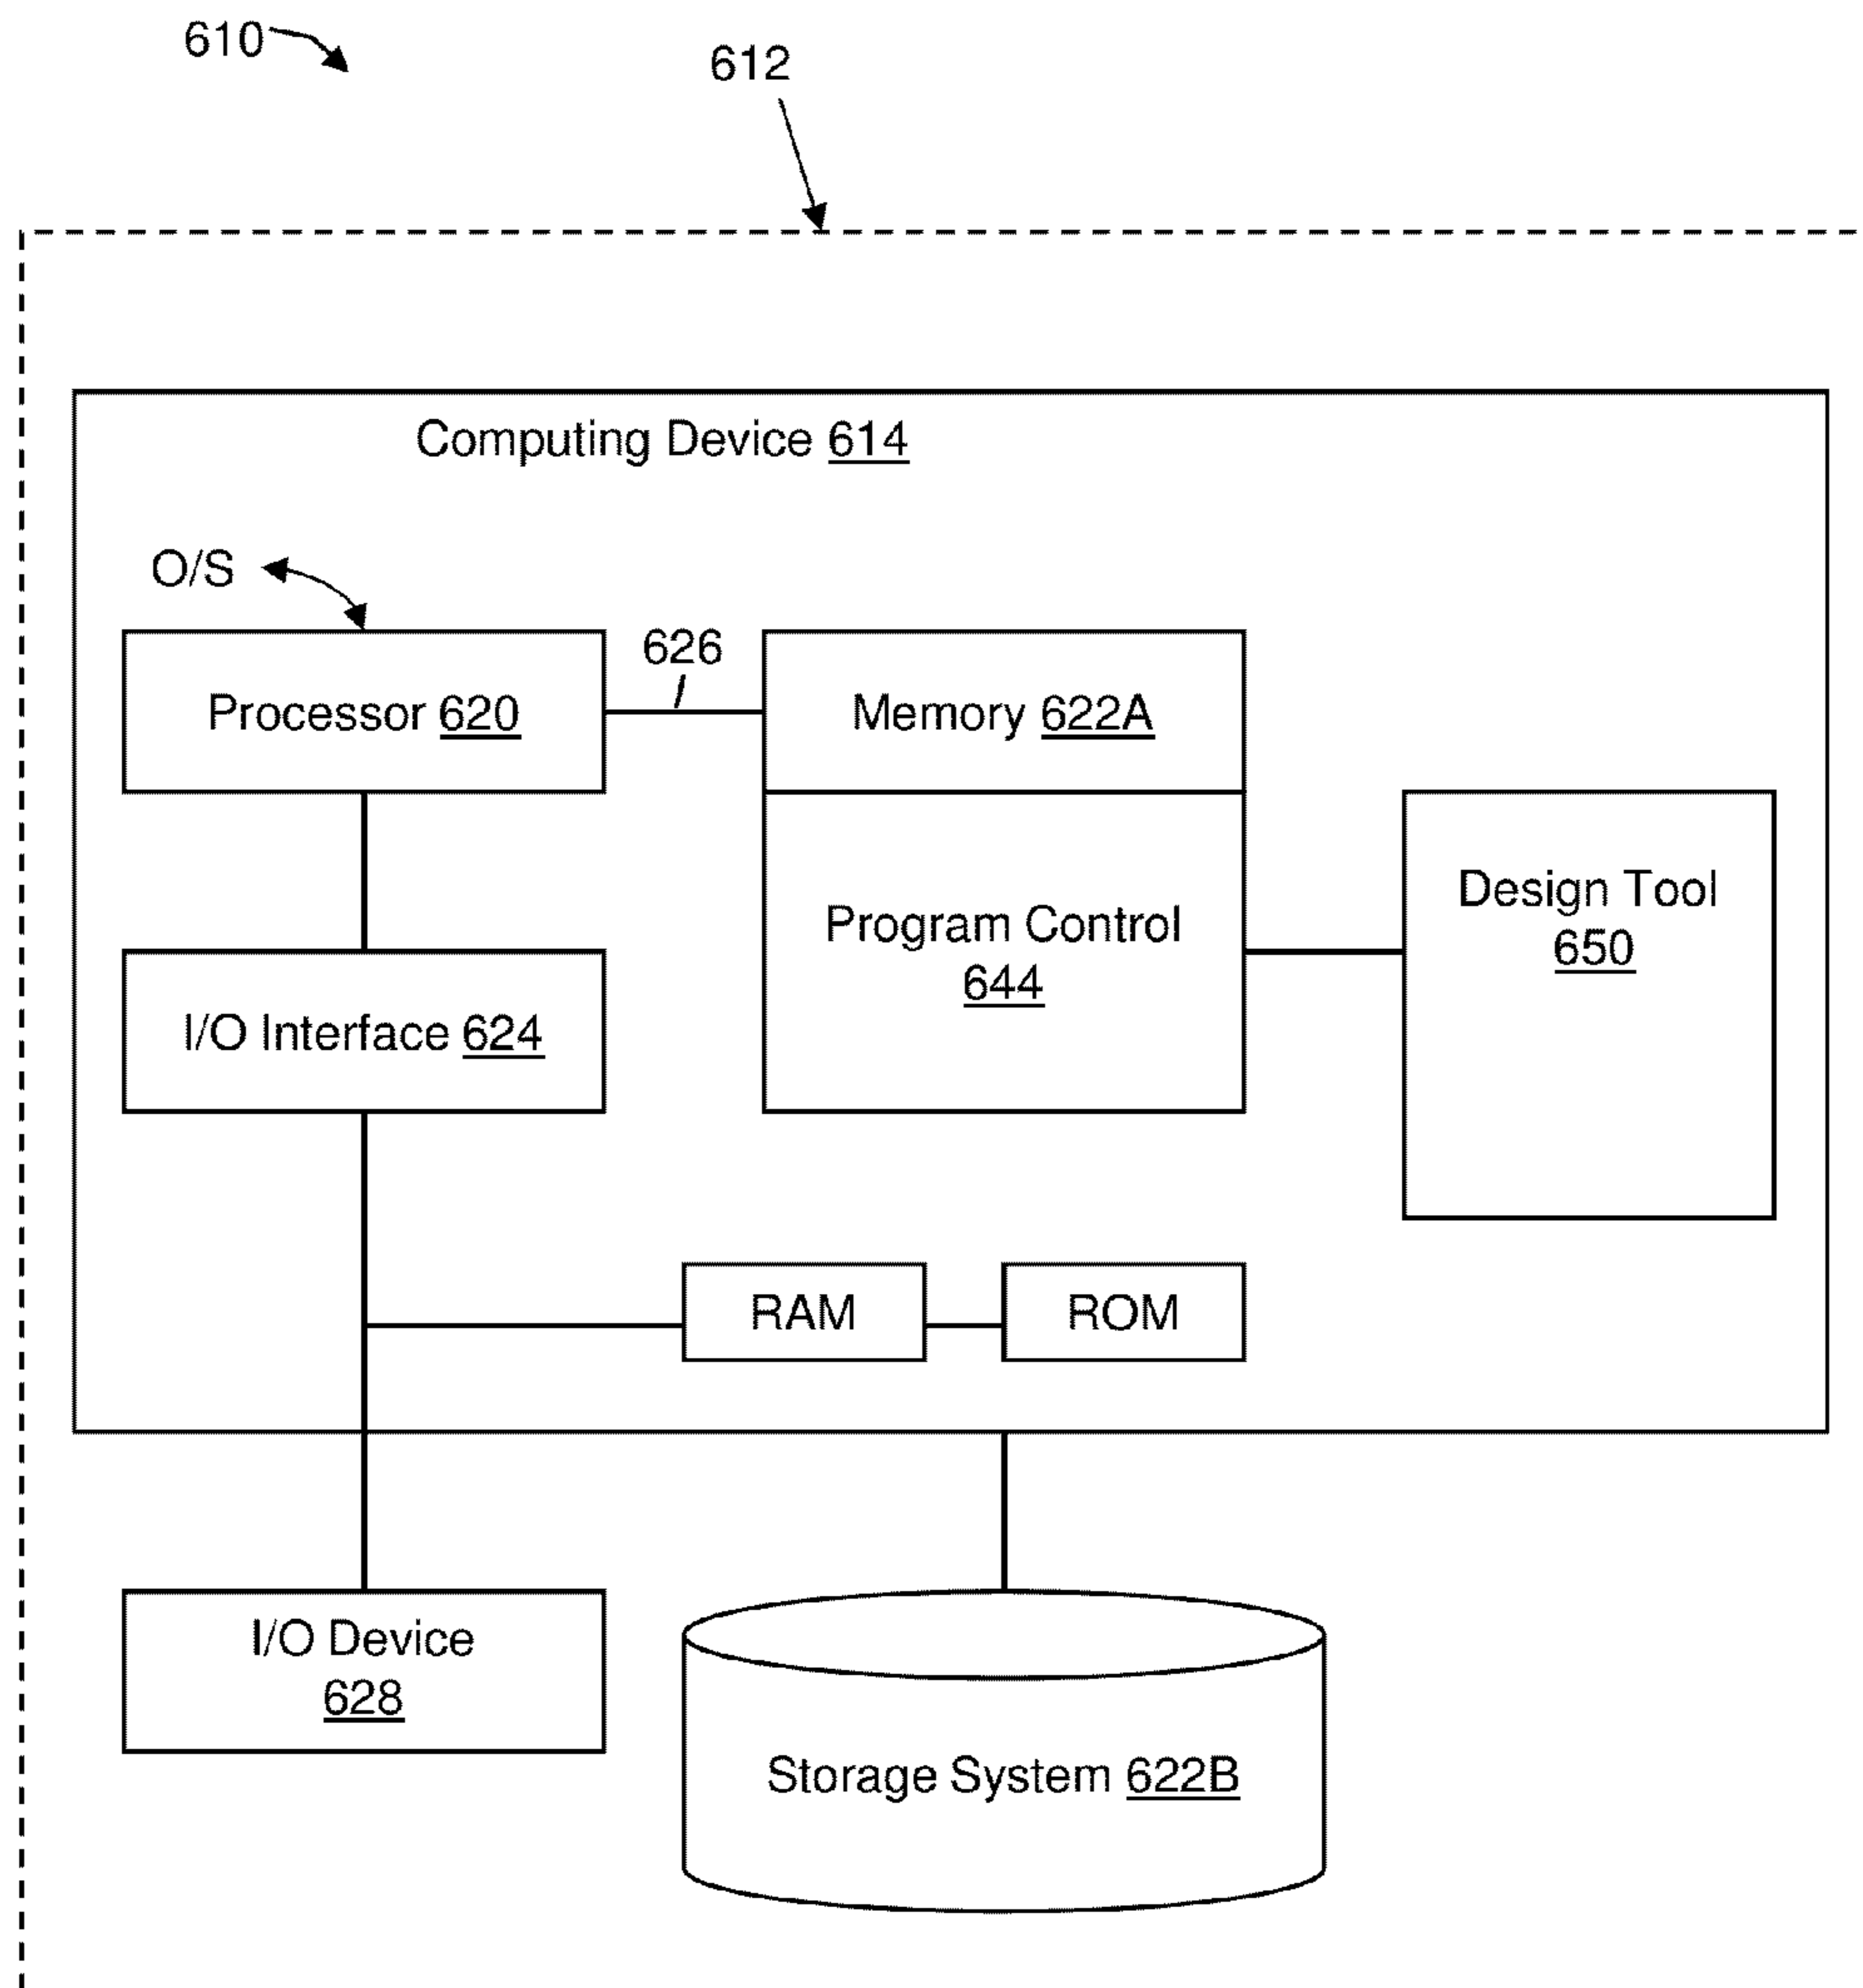 610
612
Computing Device 614
O/S
626
Processor 620
Memory 622A
Design Tool
650
Program Control
644
I/O Interface 624
RAM
ROM
I/O Device
628
Storage System 622B